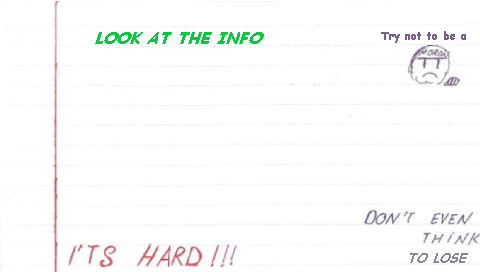 LOOK AT THE INFO
Try not to be a
MORON
I'TS HARD!!!
DON'T EVEN
THINK
TO LOSE